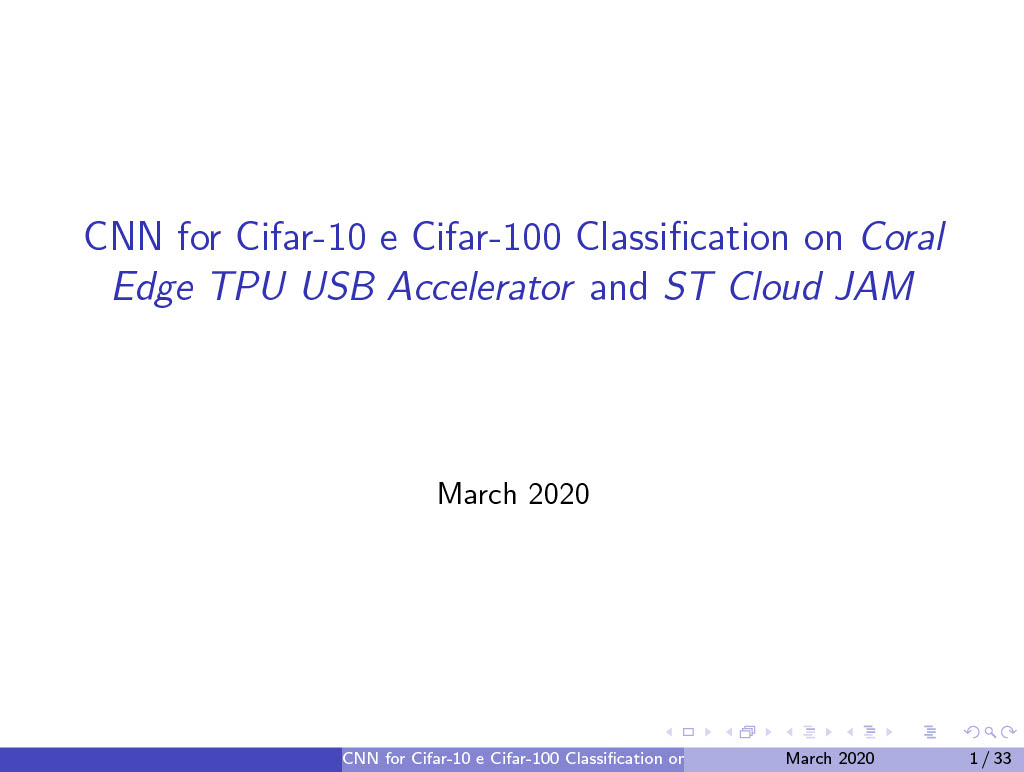 CNN for Cifar-10 e Cifar-100 Classification on Coral
Edge TPU USB Accelerator and ST Cloud JAM
March 2020
CNN for Cifar-10 e Cifar-100 Classification on
March 2020
1 / 33